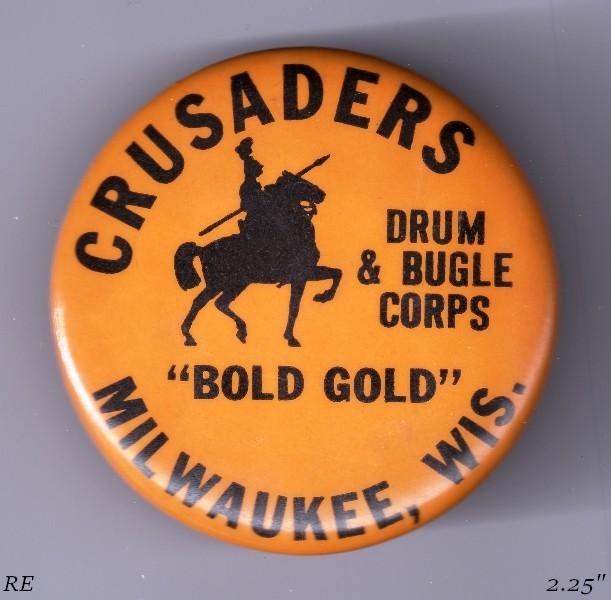 CRUSADERS
DRUM
& BUGLE
CORPS
"BOLD GOLD"
MILWAUKEE, WIS.
RE
2.25"